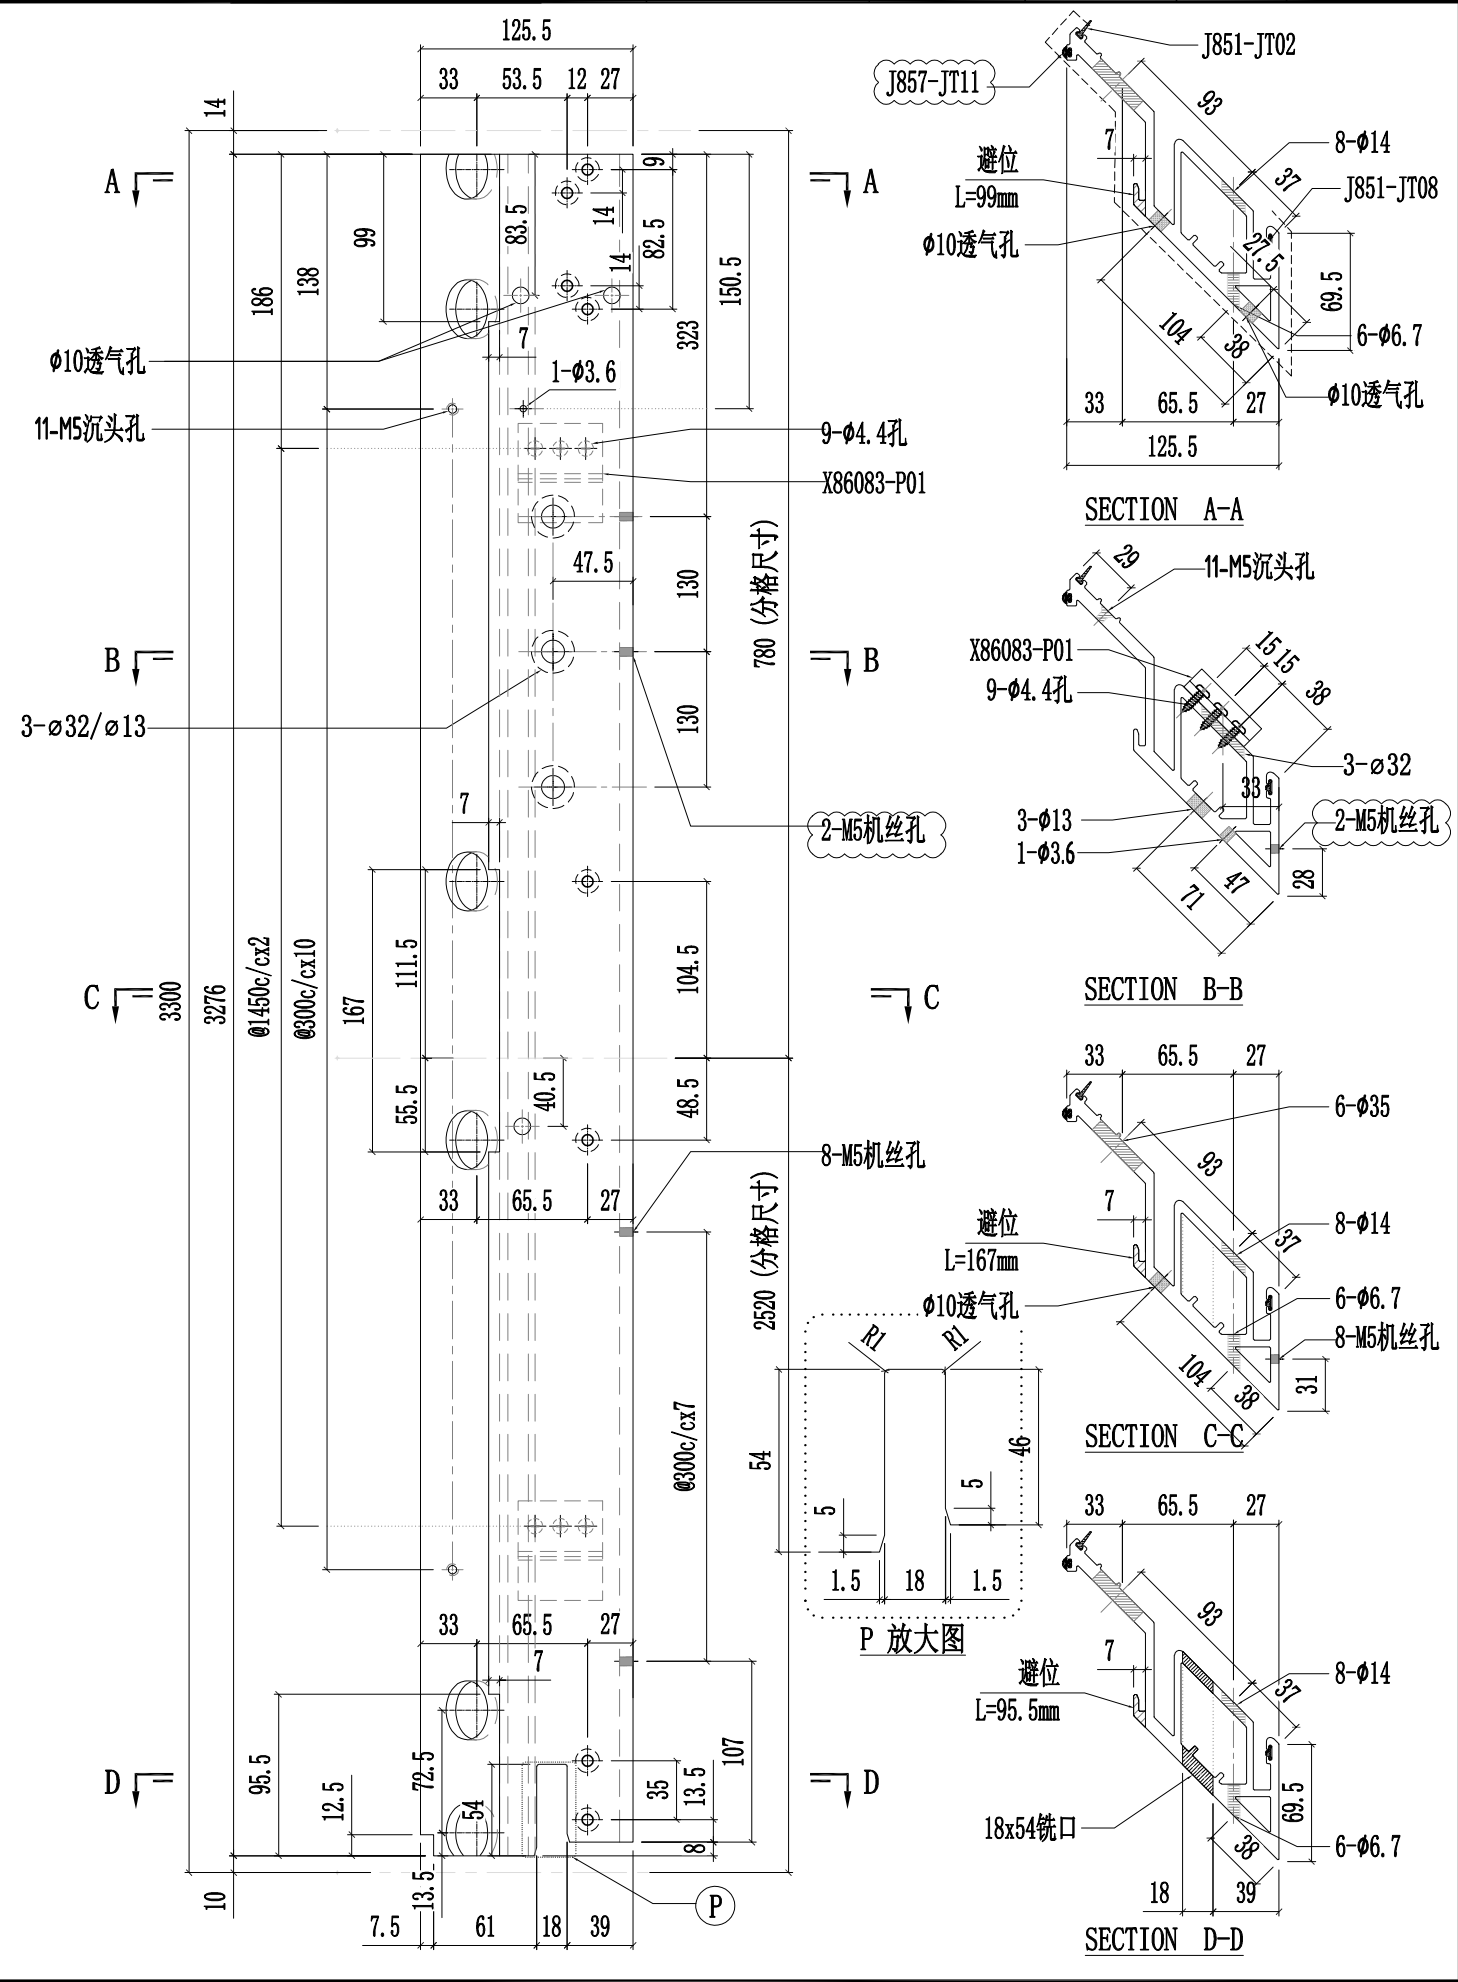 125.5
33
53.5
12
27
14
A
A
9
99
83.5
14
14
82.5
150.5
138
186
323
7
Φ10透气孔
1-Φ3.6
11-M5沉头孔
9-Φ4.4孔
X86083-P01
47.5
130
780 (分格尺寸)
B
B
3-⌀32/⌀13
130
7
2-M5机丝孔
C
C
3300
3276
@1450c/cx2
@300c/cx10
167
111.5
104.5
55.5
40.5
48.5
8-M5机丝孔
33
65.5
27
2520 (分格尺寸)
@300c/cx7
R1
R1
54
5
5
46
1.5
18
1.5
P 放大图
33
65.5
27
7
107
95.5
12.5
72.5
54
35
13.5
8
D
D
10
13.5
P
7.5
61
18
39
J851-JT02
J857-JT11
93
7
8-Φ14
避位
L=99mm
37
J851-JT08
Φ10透气孔
27.5
69.5
104
38
6-Φ6.7
Φ10透气孔
33
65.5
27
125.5
SECTION A-A
29
11-M5沉头孔
X86083-P01
9-Φ4.4孔
15
15
38
3-⌀32
33
3-Φ13
1-Φ3.6
2-M5机丝孔
47
71
28
SECTION B-B
33
65.5
27
6-Φ35
93
7
避位
L=167mm
8-Φ14
37
Φ10透气孔
6-Φ6.7
8-M5机丝孔
104
38
31
SECTION C-C
33
65.5
27
93
7
避位
L=95.5mm
8-Φ14
37
69.5
18x54铣口
38
6-Φ6.7
18
39
SECTION D-D